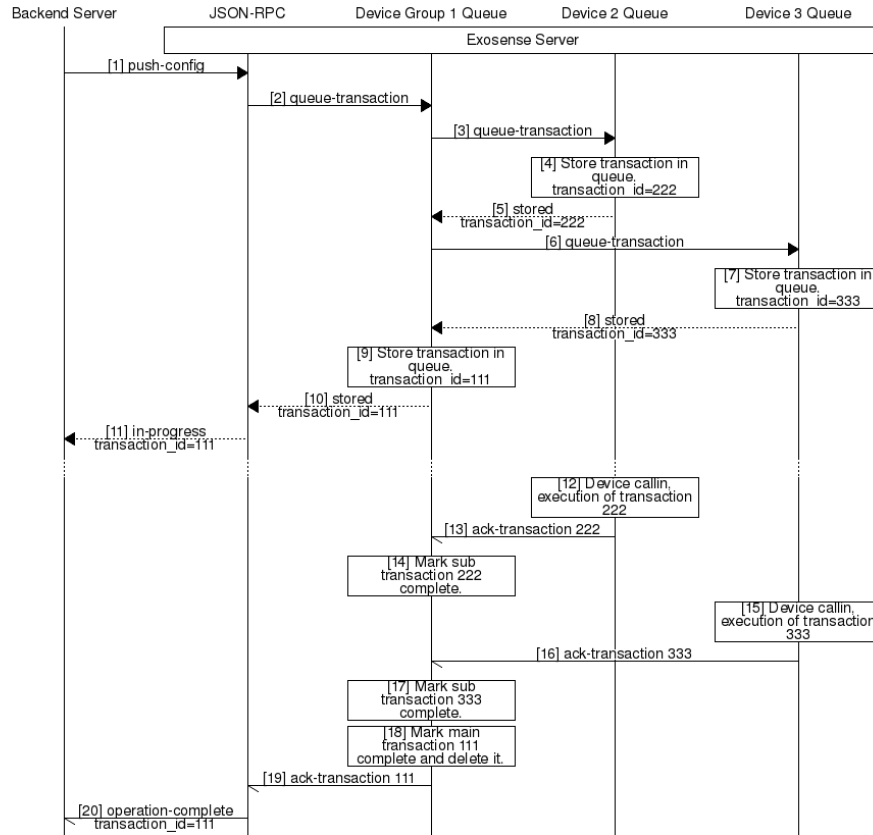 Backend Server JSON-RPC Device Group 1 Queue Device 2 Queue Device 3 Queue
Exosense Server
[1] push-config
[2] queue-transaction
[3] queue-transaction
[4] Store transaction in
queue.
transaction_id=222
[5] stored
transaction_id=222
[6] queue-transaction
[7] Store transaction in
queue.
transaction_id=333
[8] stored
transaction_id=333
[9] Store transaction in
queue.
transaction_id=111
[10] stored
transaction_id=111
[11] in-progress
transaction_id=111
[12] Device callin,
execution of transaction
222
[13] ack-transaction 222
[14] Mark sub
transaction 222
complete.
[15] Device callin,
execution of transaction
333
[16] ack-transaction 333
[17] Mark sub
transaction 333
complete.
[18] Mark main
transaction 111
complete and delete it.
[19] ack-transaction 111
[20] operation-complete
transaction_id=111